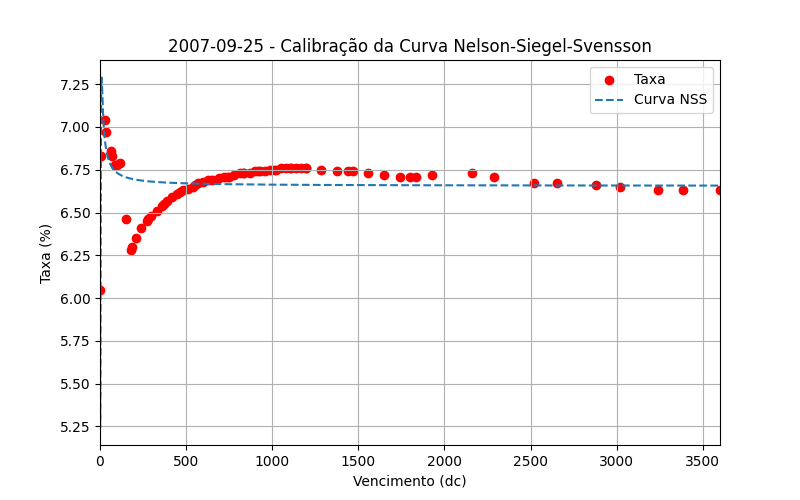 2007-09-25 - Calibração da Curva Nelson-Siegel-Svensson
Taxa
Curva NSS
Taxa (%)
7.25
7.00
6.75
6.50
6.25
6.00
5.75
5.50
5.25
0 500 1000 1500 2000 2500 3000 3500
Vencimento (dc)